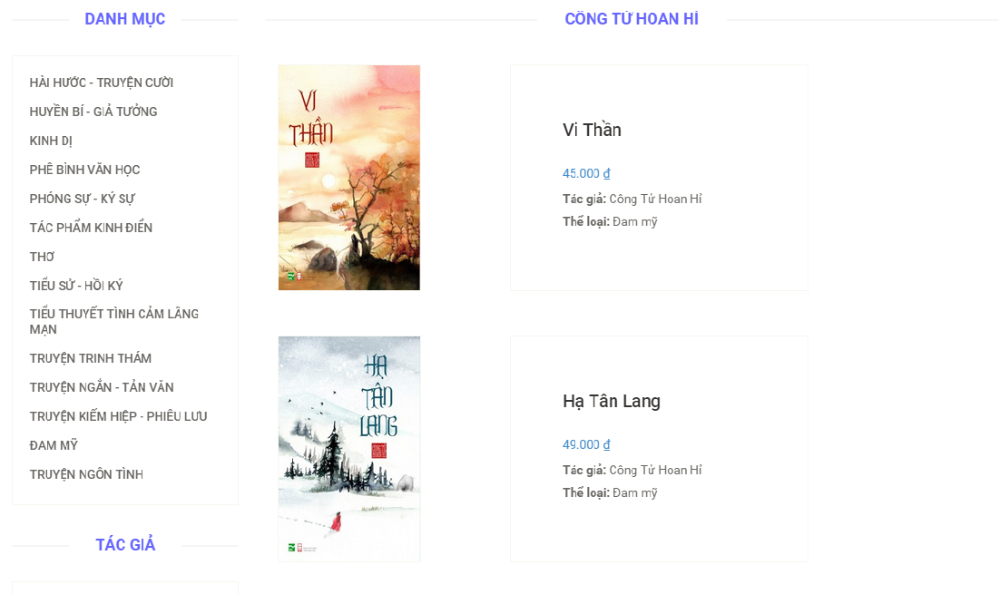 DANH MỤC
HÀI HƯỚC - TRUYỆN CƯỜI
HUYỀN BÍ - GIẢ TƯỞNG
KINH DỊ
PHÊ BÌNH VĂN HỌC
PHÓNG SỰ - KÝ SỰ
TÁC PHẨM KINH ĐIỂN
THƠ
TIỂU SỬ - HỒI KÝ
TIỂU THUYẾT TÌNH CẢM LÃNG
MẠN
TRUYỆN TRINH THÁM
TRUYỆN NGẮN - TẢN VĂN
TRUYỆN KIẾM HIỆP - PHIÊU LƯU
ĐAM MỸ
TRUYỆN NGÔN TÌNH
TÁC GIẢ
CÔNG TỬ HOAN HỈ
VI
THẦN
Vi Thần
45.000 ₫
Tác giả: Công Tử Hoan Hỉ
Thể loại: Đam mỹ
HẠ
TÂN
LANG
Hạ Tân Lang
49.000 ₫
Tác giả: Công Tử Hoan Hỉ
Thể loại: Đam mỹ